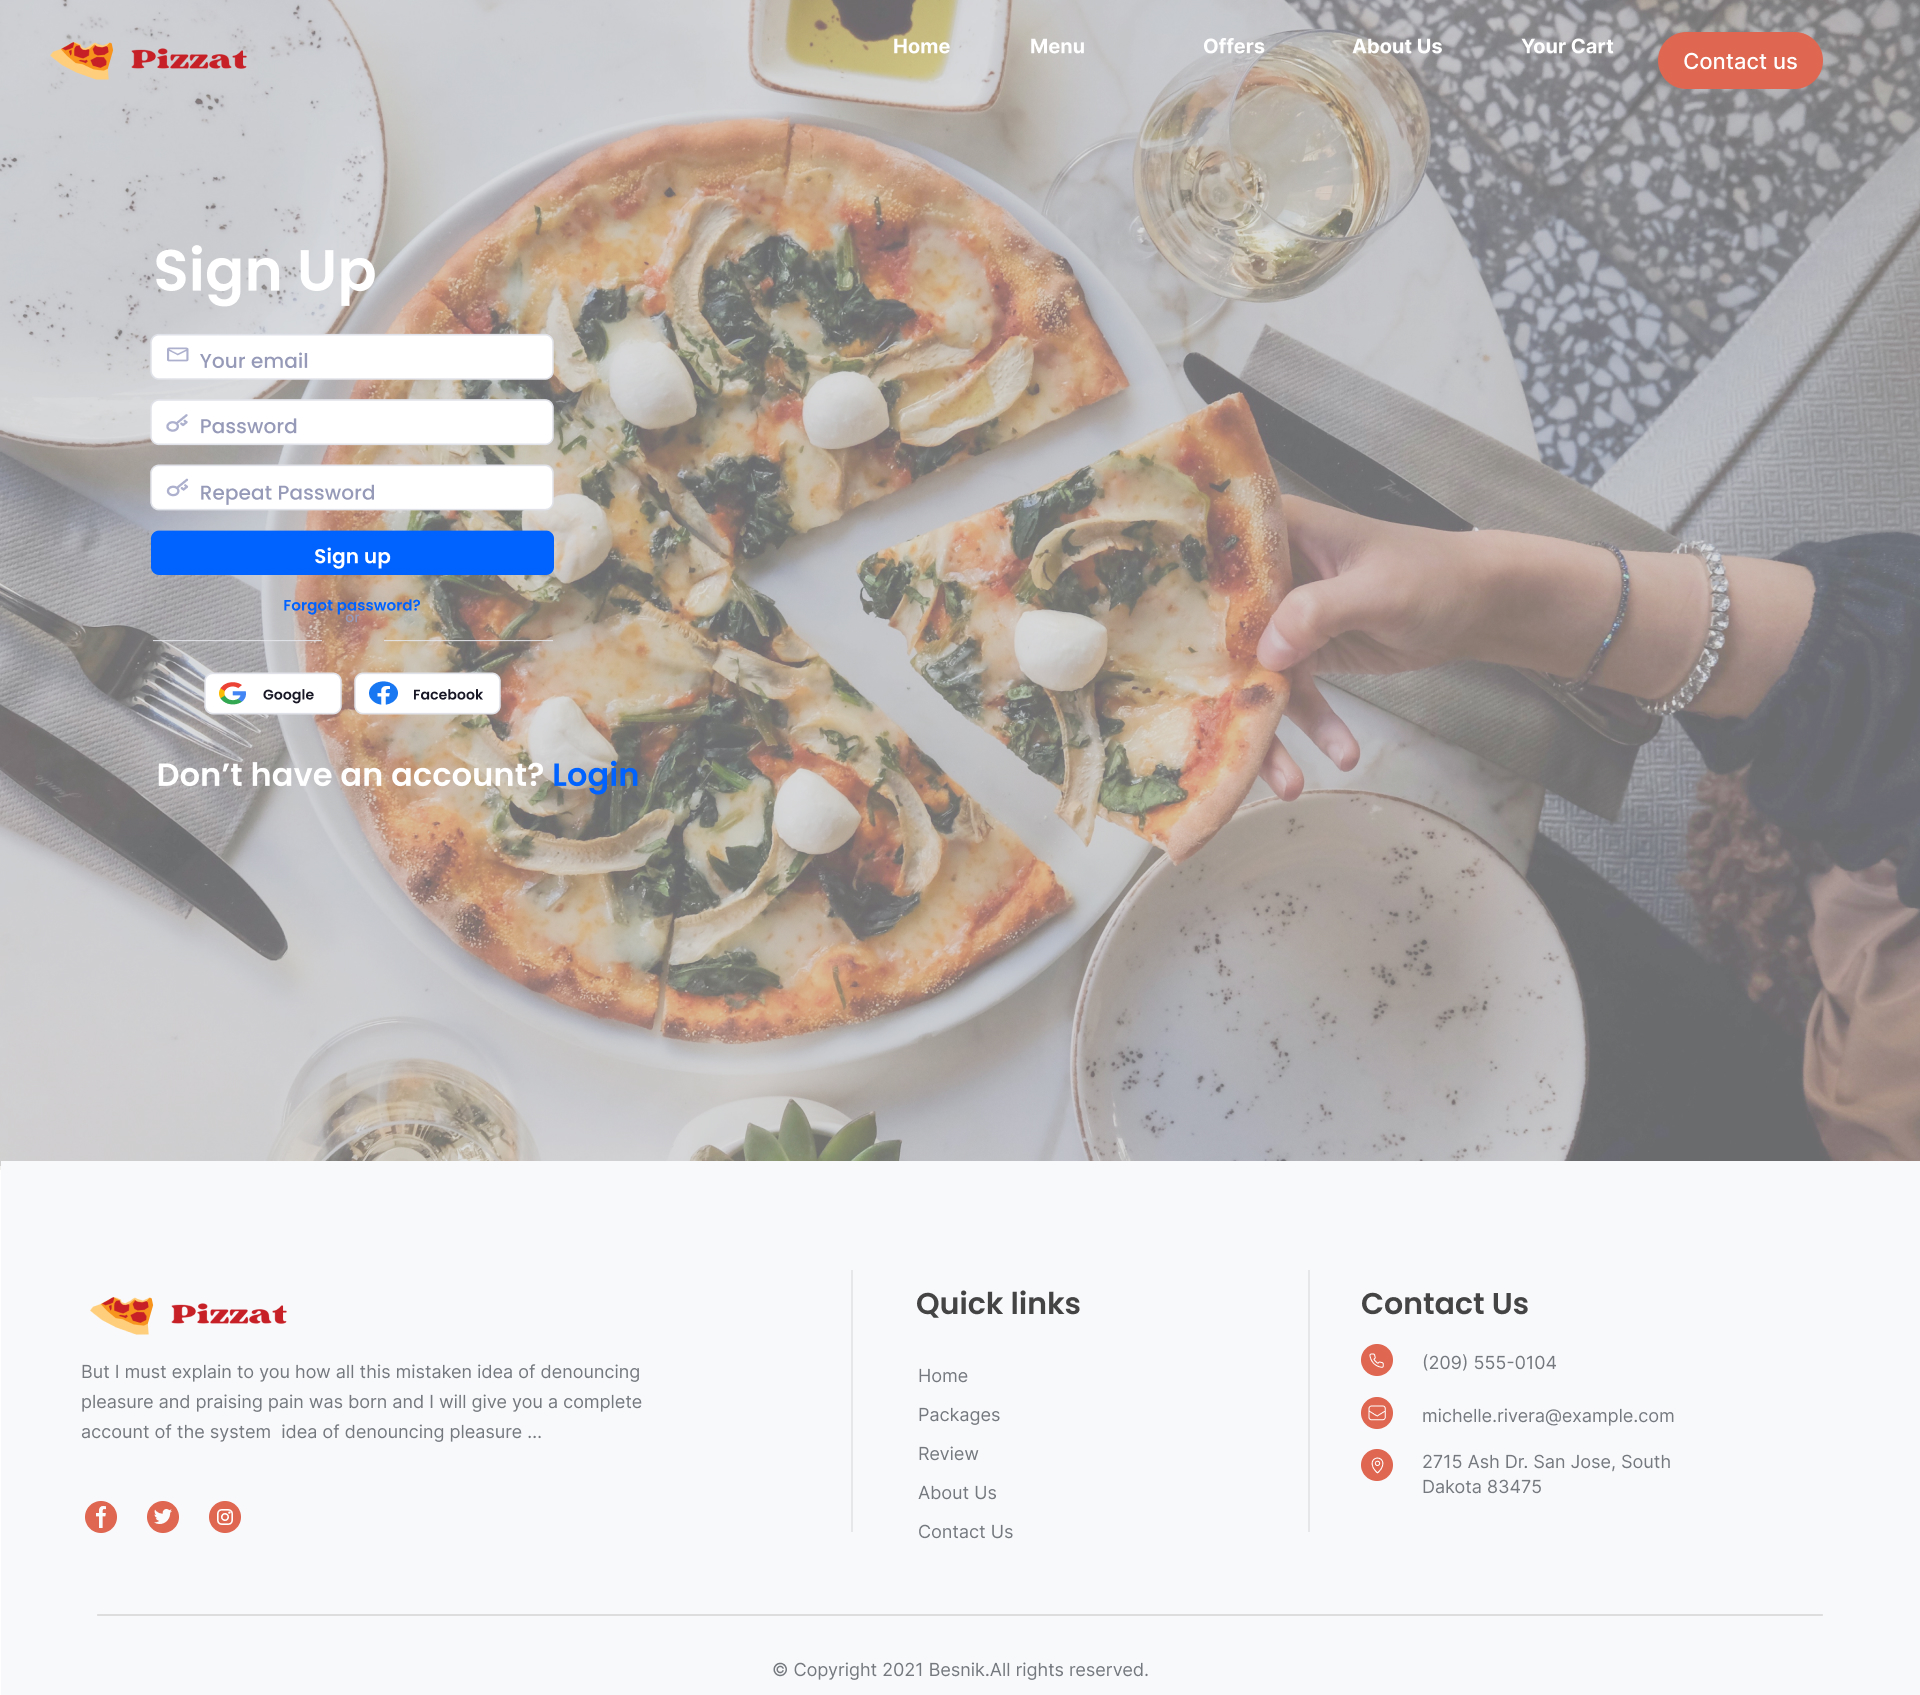 Pizzat
Home Menu Offers About Us Your Cart Contact us
Sign Up
Your email
Password
Repeat Password
Sign up
Forgot password?
or
Google Facebook
Don’t have an account? Login
Pizzat
But I must explain to you how all this mistaken idea of denouncing
pleasure and praising pain was born and I will give you a complete
account of the system idea of denouncing pleasure ...
Quick links
Home
Packages
Review
About Us
Contact Us
Contact Us
(209) 555-0104
michelle.rivera@example.com
2715 Ash Dr. San Jose, South
Dakota 83475
© Copyright 2021 Besnik.All rights reserved.